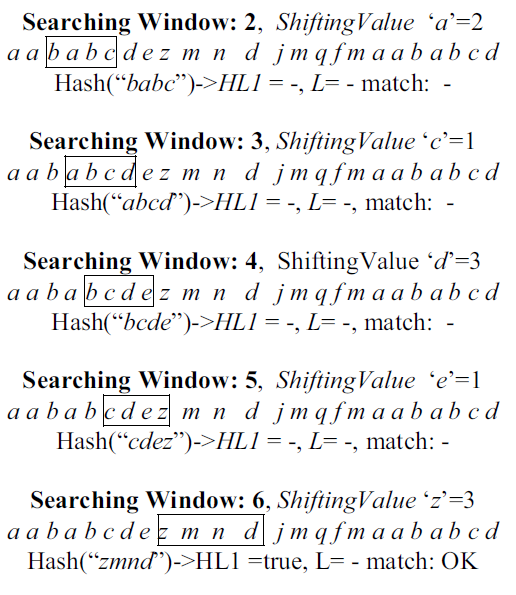 Searching Window: 2, ShiftingValue ‘a’=2
a a b a b c d e z m n d j m q f m a a b a b c d
Hash(“babc”)->HL1 = -, L= - match: -
Searching Window: 3, ShiftingValue ‘c’=1
a a b a b c d e z m n d j m q f m a a b a b c d
Hash(“abcd”)->HL1 = -, L= -, match: -
Searching Window: 4, ShiftingValue ‘d’=3
a a b a b c d e z m n d j m q f m a a b a b c d
Hash(“bcde”)->HL1 = -, L= -, match: -
Searching Window: 5, ShiftingValue ‘e’=1
a a b a b c d e z m n d j m q f m a a b a b c d
Hash(“cdez”)->HL1 = -, L= -, match: -
Searching Window: 6, ShiftingValue ‘z’=3
a a b a b c d e z m n d j m q f m a a b a b c d
Hash(“zmnd”)->HL1 =true, L= - match: OK